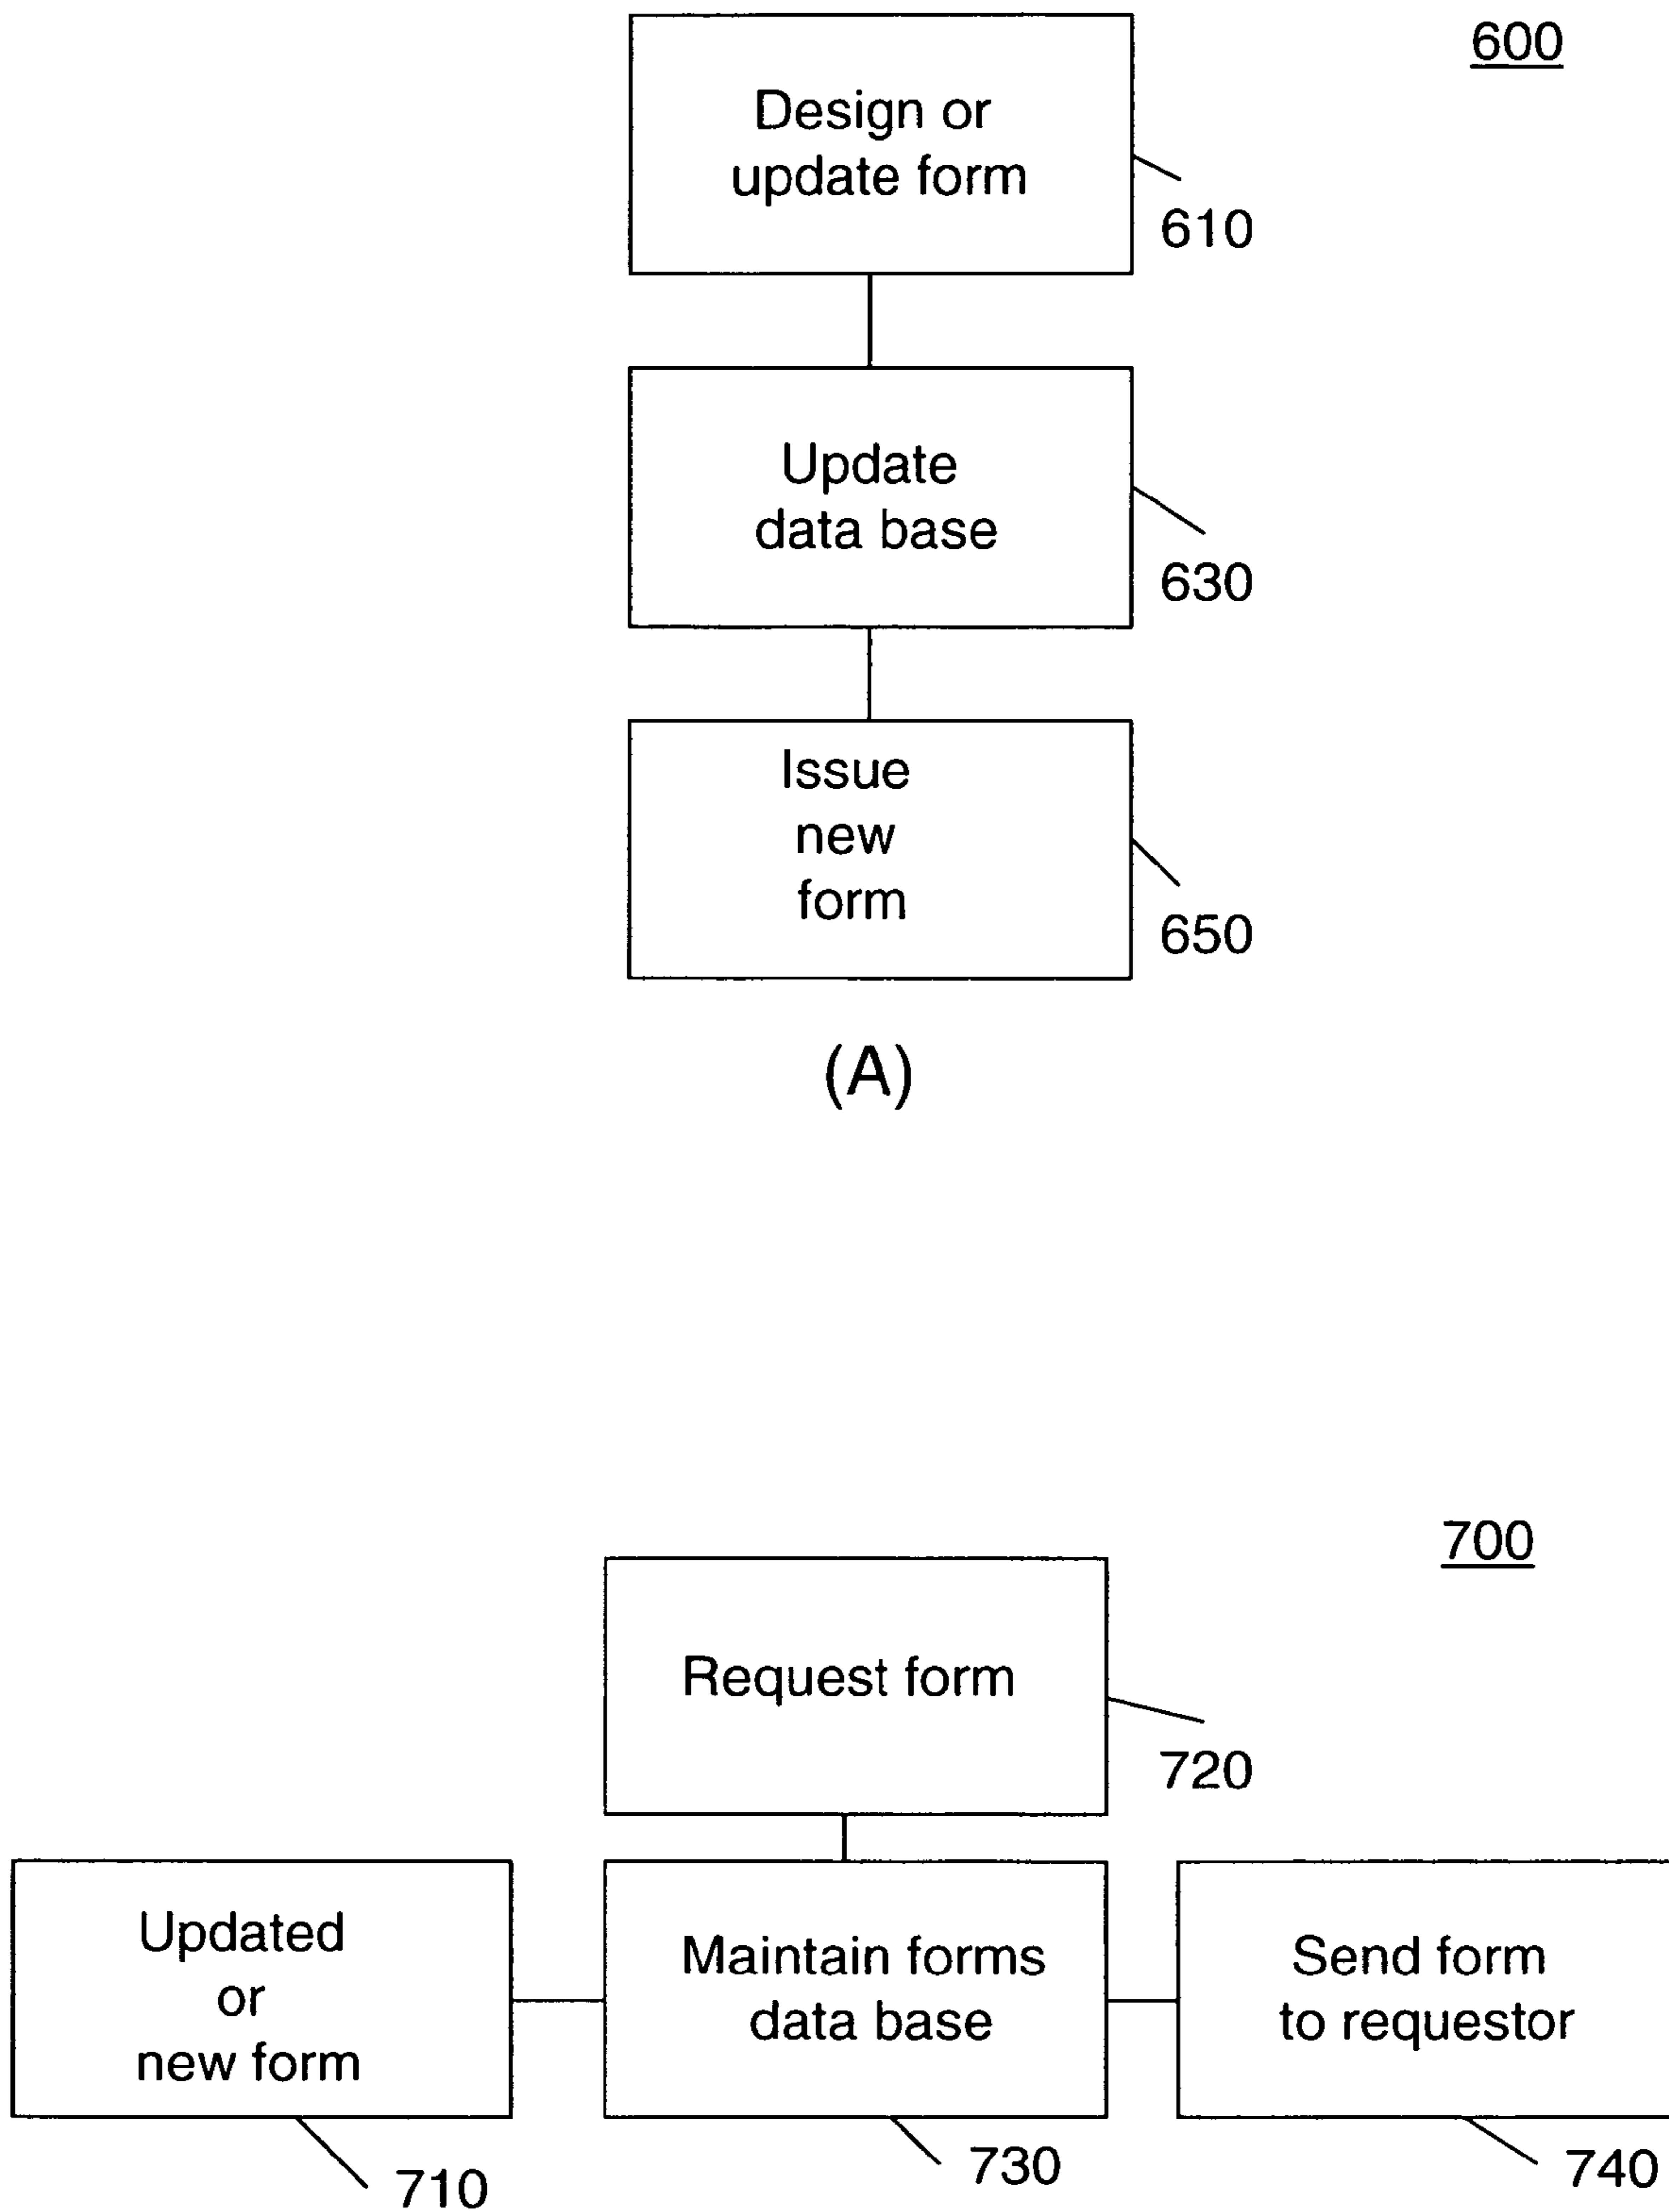 600
Design or
update form
610
Update
data base
630
Issue
new
form
650
(A)
700
Request form
720
Updated
or
new form
710
Maintain forms
data base
730
Send form
to requestor
740